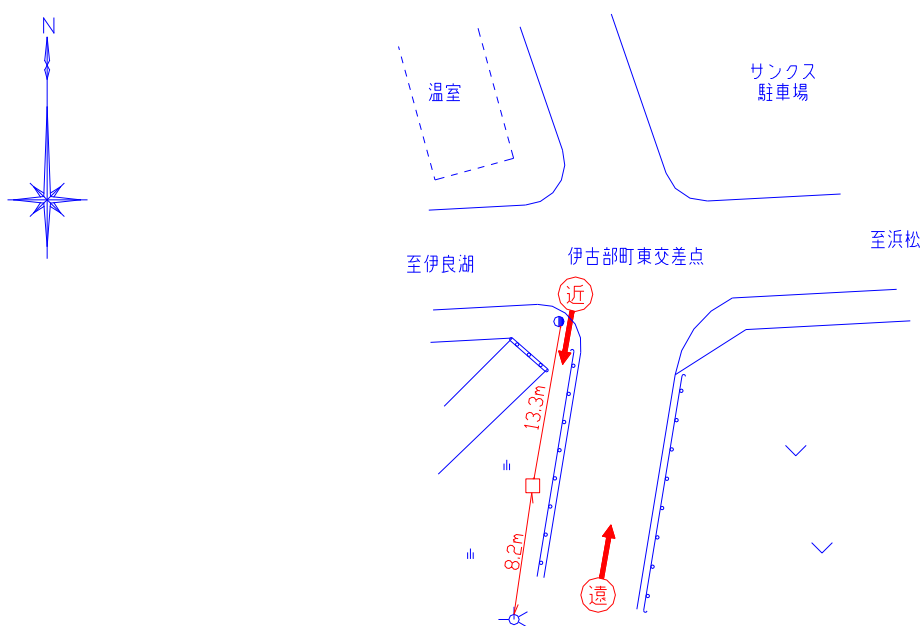 N
温室
サンクス
駐車場
至浜松
至伊良湖
伊古部町東交差点
近
13.3m
8.2m
遠